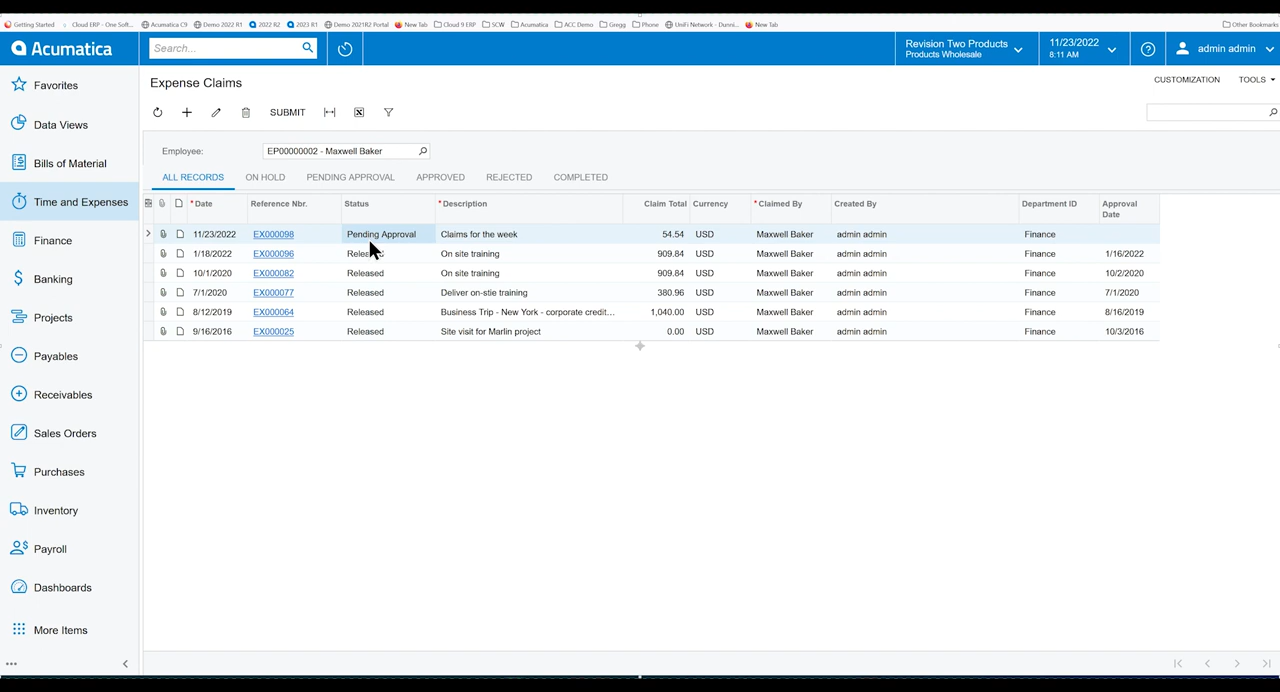 Getting Started Cloud ERP - One Soft... Acumatica C9 Demo 2022 R1 2022 R2 2023 R1 Demo 2021R2 Portal New Tab Cloud 9 ERP SCW Acumatica ACC Demo Gregg Phone UniFi Network - Dunni... New Tab Other Bookmarks
Acumatica Search... Revision Two Products Products Wholesale 11/23/2022 8:11 AM ? admin admin
Expense Claims CUSTOMIZATION TOOLS
SUBMIT
Employee: EP00000002 - Maxwell Baker
ALL RECORDS ON HOLD PENDING APPROVAL APPROVED REJECTED COMPLETED
* Date Reference Nbr. Status * Description Claim Total Currency * Claimed By Created By Department ID Approval Date
11/23/2022 EX000098 Pending Approval Claims for the week 54.54 USD Maxwell Baker admin admin Finance
1/18/2022 EX000096 Released On site training 909.84 USD Maxwell Baker admin admin Finance 1/16/2022
10/1/2020 EX000082 Released On site training 909.84 USD Maxwell Baker admin admin Finance 10/2/2020
7/1/2020 EX000077 Released Deliver on-stie training 380.96 USD Maxwell Baker admin admin Finance 7/1/2020
8/12/2019 EX000064 Released Business Trip - New York - corporate credit... 1,040.00 USD Maxwell Baker admin admin Finance 8/16/2019
9/16/2016 EX000025 Released Site visit for Marlin project 0.00 USD Maxwell Baker admin admin Finance 10/3/2016
Favorites
Data Views
Bills of Material
Time and Expenses
Finance
Banking
Projects
Payables
Receivables
Sales Orders
Purchases
Inventory
Payroll
Dashboards
More Items